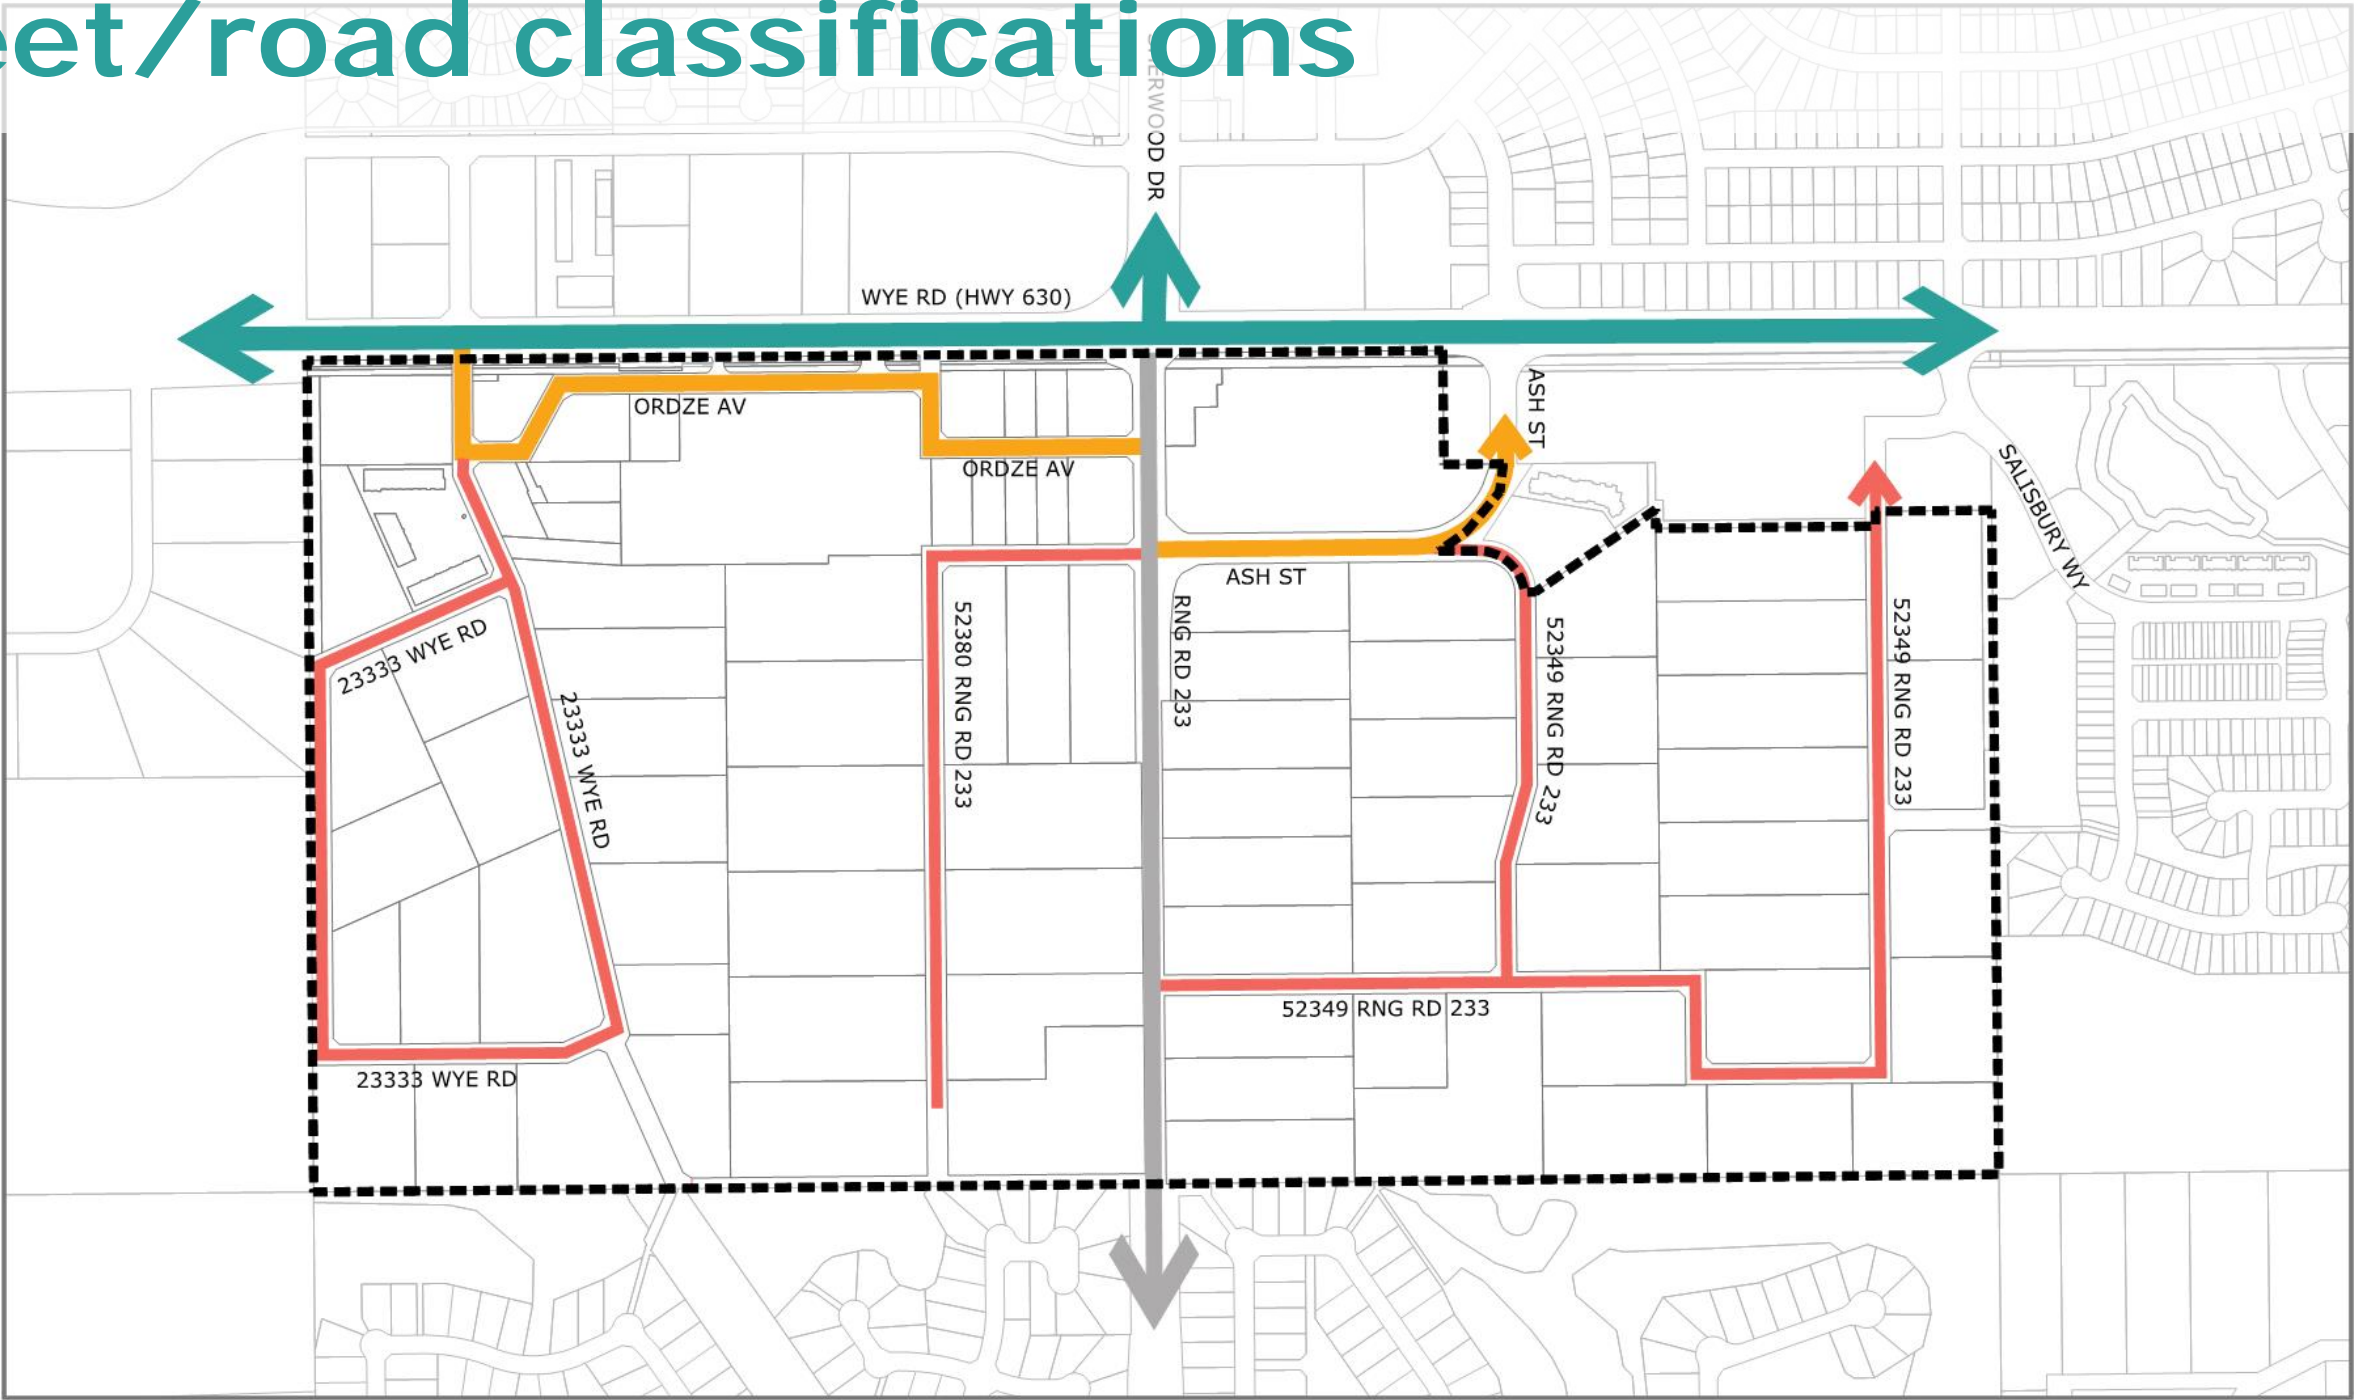 eet/road classifications
ERWOOD DR
WYE RD (HWY 630)
ORDZE AV
ASH ST
ORDZE AV
SALISBURY WY
ASH ST
23333 WYE RD
52380 RNG RD 233
RNG RD 233
52349 RNG RD 233
52349 RNG RD 233
23333 WYE RD
52349 RNG RD 233
23333 WYE RD